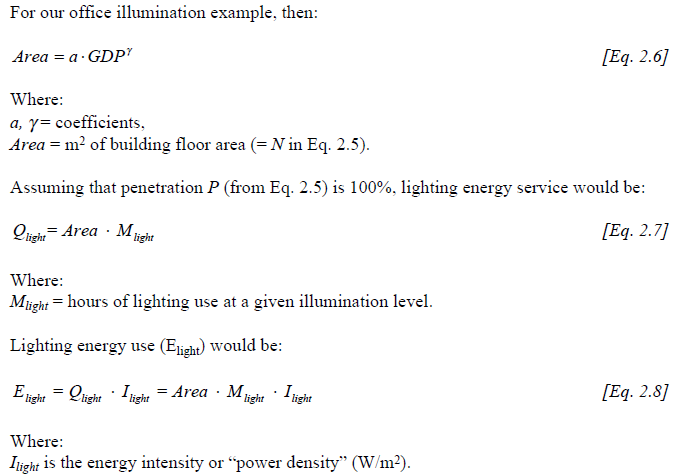 For our office illumination example, then:
Area = a · GDP^γ [Eq. 2.6]
Where:
a, γ= coefficients,
Area = m² of building floor area (= N in Eq. 2.5).
Assuming that penetration P (from Eq. 2.5) is 100%, lighting energy service would be:
Q_light= Area · M_light [Eq. 2.7]
Where:
M_light = hours of lighting use at a given illumination level.
Lighting energy use (E_light) would be:
E_light = Q_light · I_light = Area · M_light · I_light [Eq. 2.8]
Where:
I_light is the energy intensity or “power density” (W/m²).